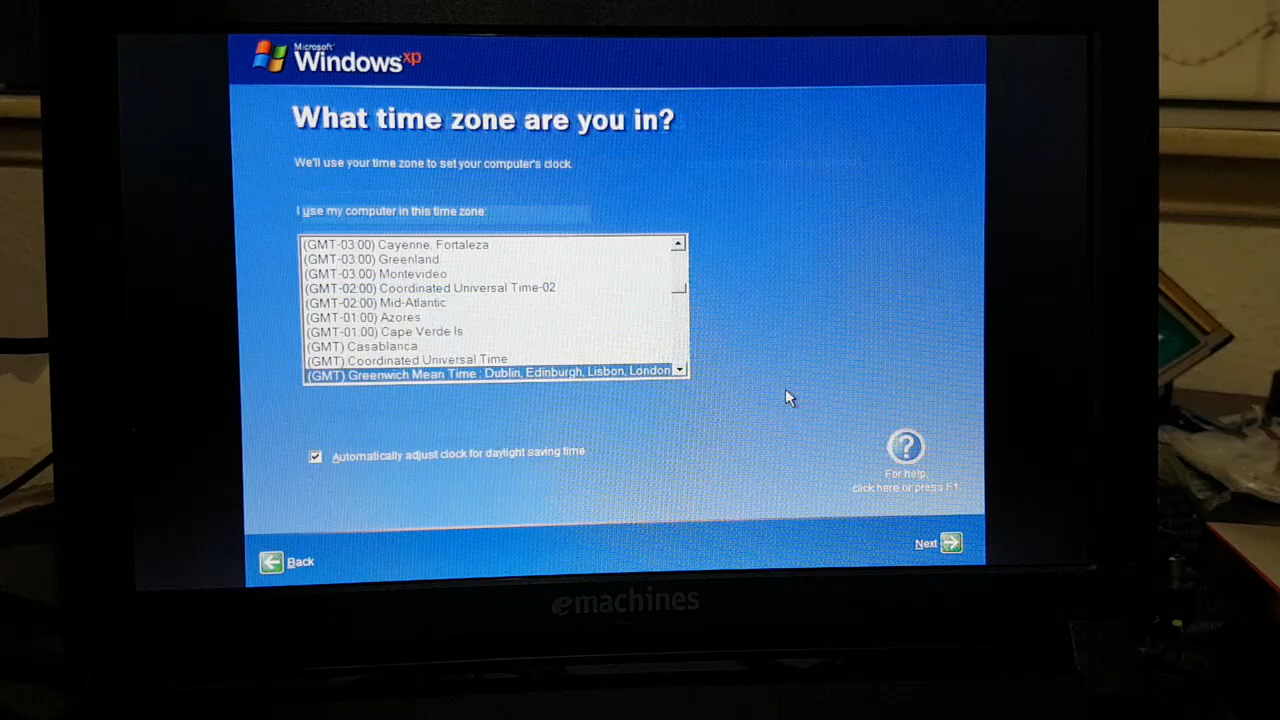 Microsoft
Windows xp
What time zone are you in?
We'll use your time zone to set your computer's clock.
I use my computer in this time zone:
(GMT-03:00) Cayenne, Fortaleza
(GMT-03:00) Greenland
(GMT-03:00) Montevideo
(GMT-02:00) Coordinated Universal Time-02
(GMT-02:00) Mid-Atlantic
(GMT-01:00) Azores
(GMT-01:00) Cape Verde Is
(GMT) Casablanca
(GMT) Coordinated Universal Time
(GMT) Greenwich Mean Time : Dublin, Edinburgh, Lisbon, London
Automatically adjust clock for daylight saving time
?
For help,
click here or press F1.
Back
Next
emachines